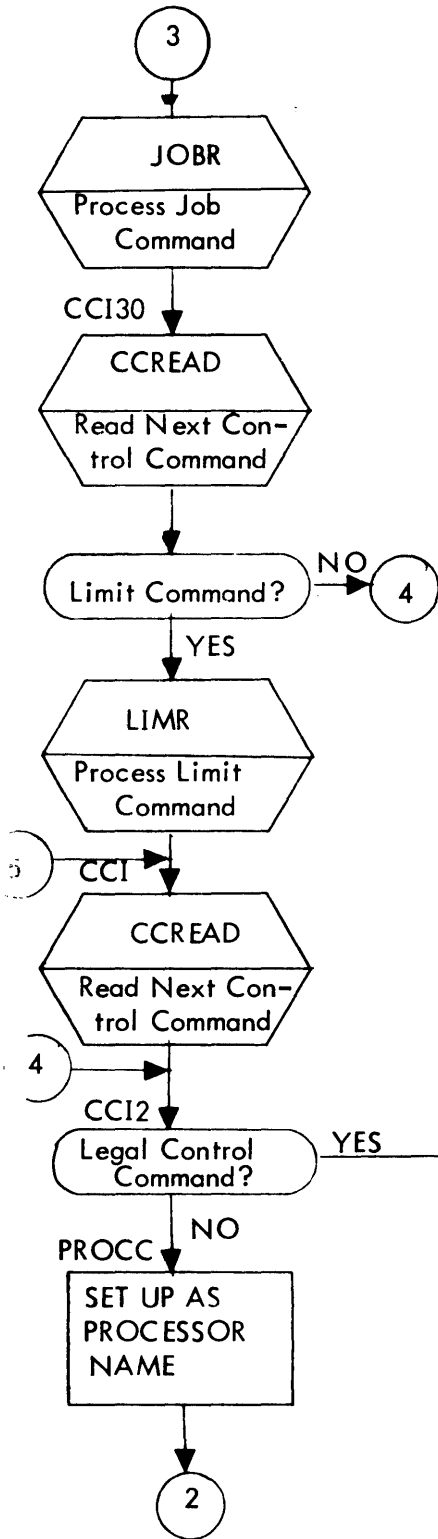 3
JOBR
Process Job
Command
CCI30
CCREAD
Read Next Con-
trol Command
Limit Command?
NO
4
YES
LIMR
Process Limit
Command
5
CCI
CCREAD
Read Next Con-
trol Command
4
CCI2
Legal Control
Command?
YES
NO
PROCC
SET UP AS
PROCESSOR
NAME
2